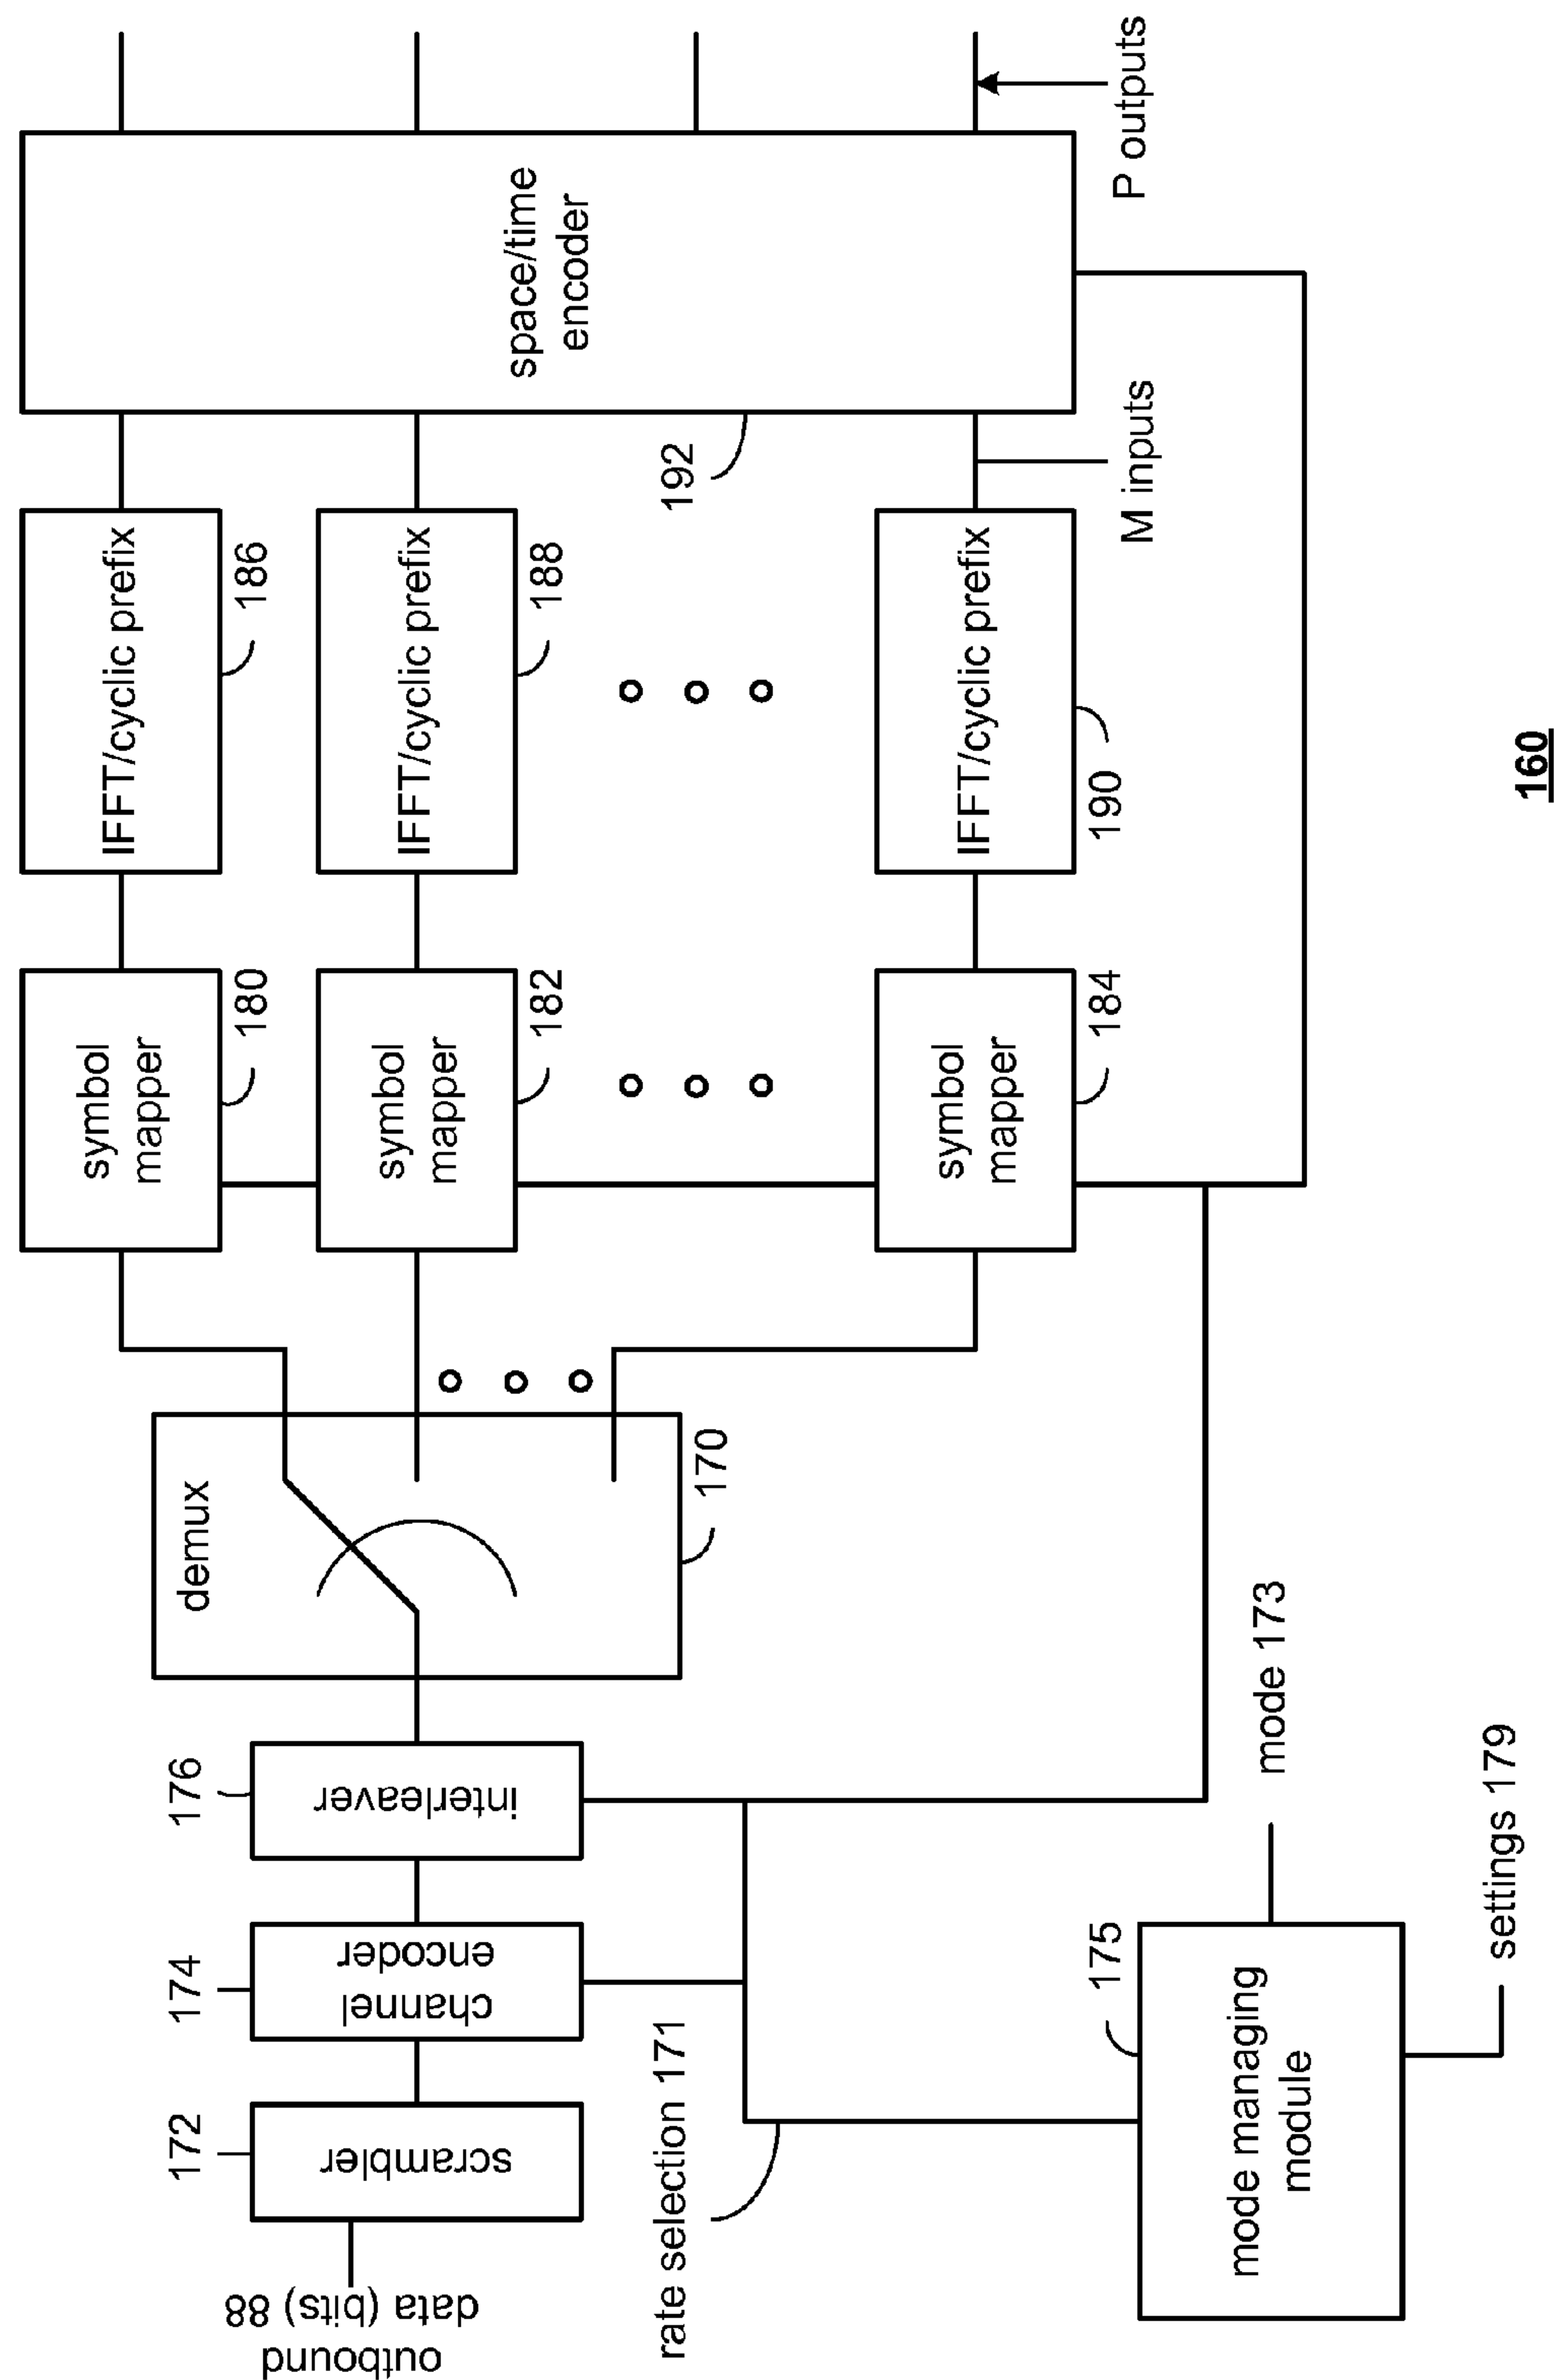 outbound
data (bits) 88
172
scrambler
174
channel
encoder
176
interleaver
demux
170
symbol
mapper
180
symbol
mapper
182
symbol
mapper
184
IFFT/cyclic prefix
186
IFFT/cyclic prefix
188
IFFT/cyclic prefix
190
space/time
encoder
192
M inputs
P outputs
rate selection 171
175
mode managing
module
mode 173
settings 179
160